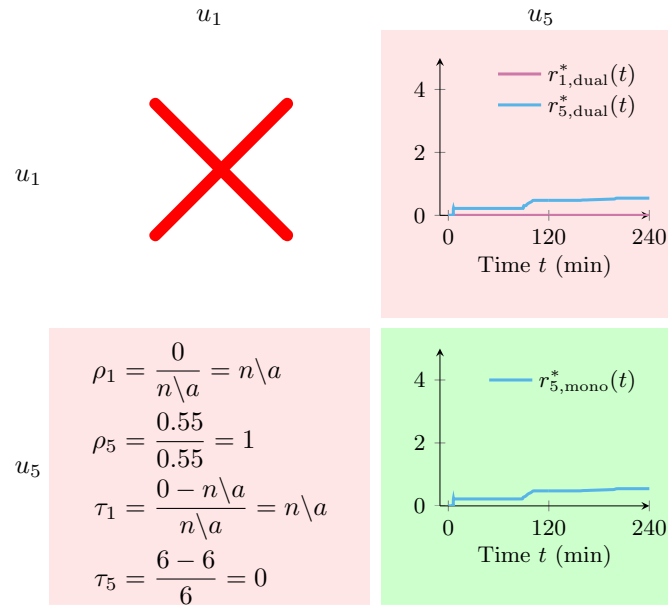 u₁ u₅
u₁
r*₁,dual(t)
r*₅,dual(t)
4
2
0
0 120 240
Time t (min)
u₅
ρ₁ = 0/n\a = n\a
ρ₅ = 0.55/0.55 = 1
τ₁ = (0 − n\a)/n\a = n\a
τ₅ = (6 − 6)/6 = 0
r*₅,mono(t)
4
2
0
0 120 240
Time t (min)